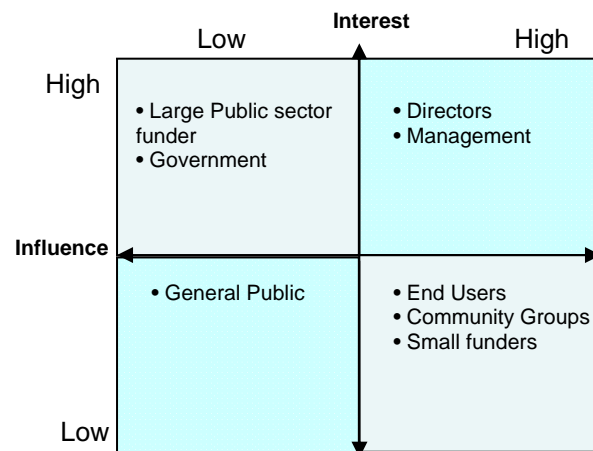 Interest
Low
High
High
• Large Public sector
funder
• Government
• Directors
• Management
Influence
• General Public
• End Users
• Community Groups
• Small funders
Low